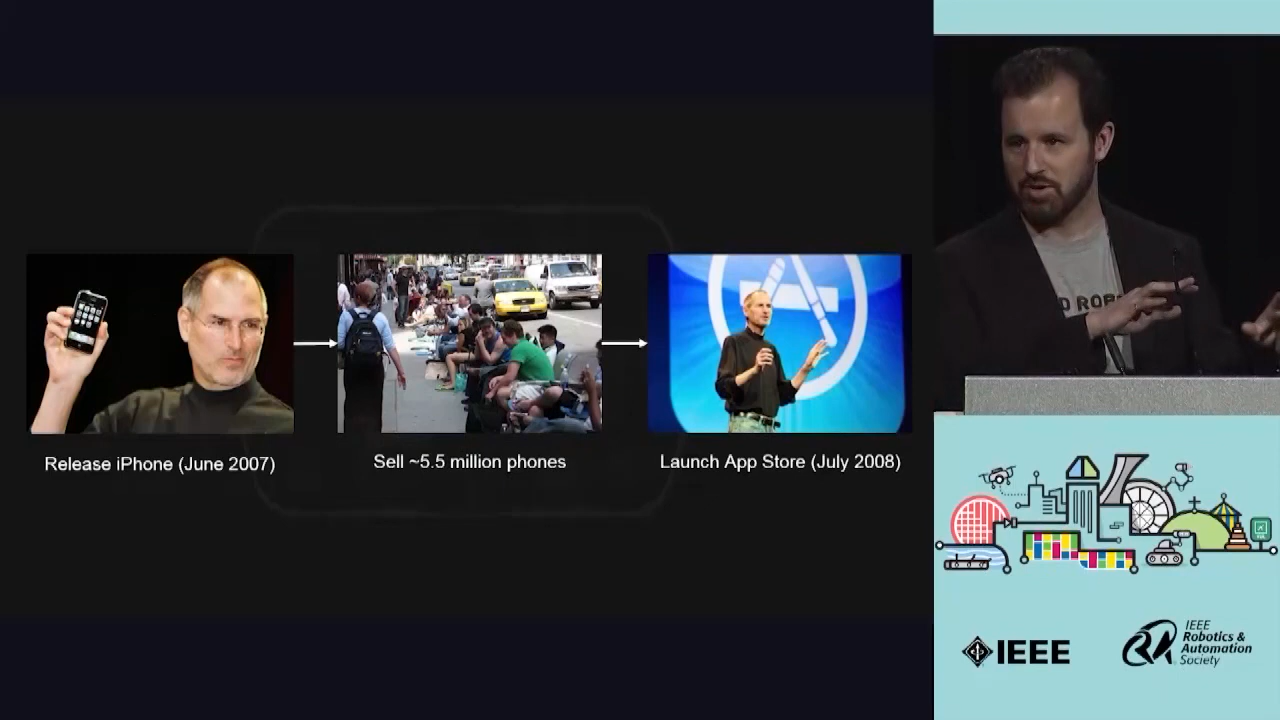 Release iPhone (June 2007)
Sell ~5.5 million phones
Launch App Store (July 2008)
D ROBO
IEEE
IEEE
Robotics &
Automation
Society